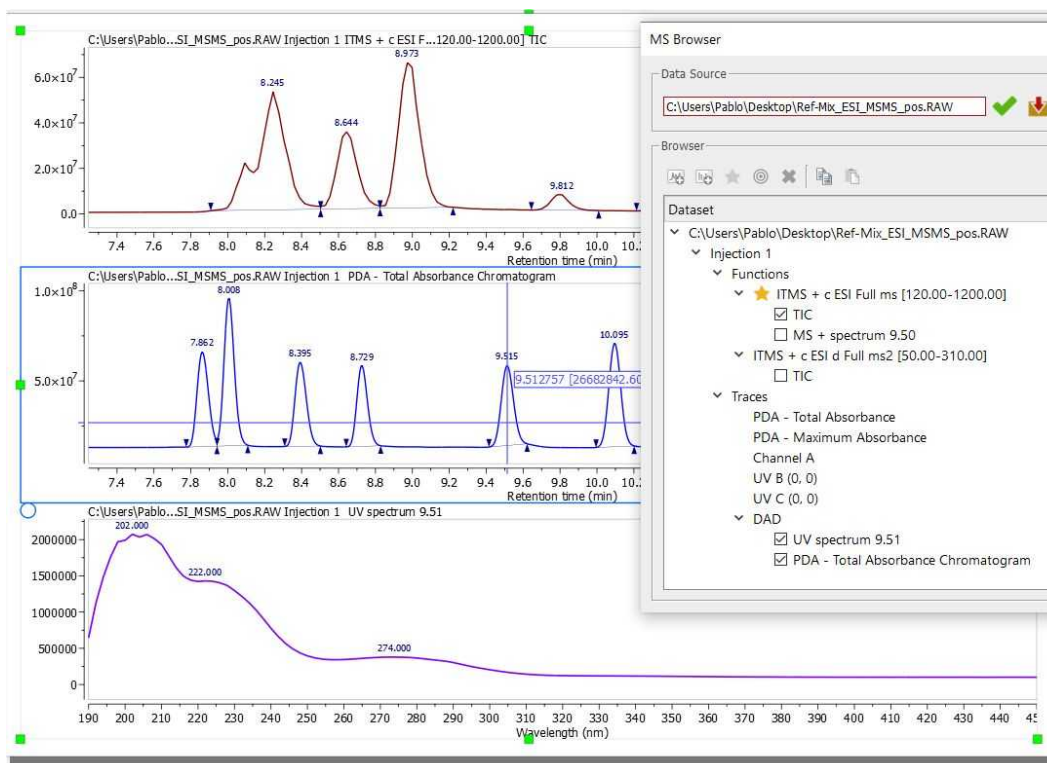 C:\Users\Pablo...SI_MSMS_pos.RAW Injection 1 ITMS + c ESI F...120.00-1200.00] TIC
6.0×10⁷
4.0×10⁷
2.0×10⁷
0.0
8.245
8.644
8.973
9.812
7.4 7.6 7.8 8.0 8.2 8.4 8.6 8.8 9.0 9.2 9.4 9.6 9.8 10.0 10.2
Retention time (min)
C:\Users\Pablo...SI_MSMS_pos.RAW Injection 1 PDA - Total Absorbance Chromatogram
1.0×10⁸
5.0×10⁷
7.862
8.008
8.395
8.729
9.515
10.095
9.512757 [26682842.60
7.4 7.6 7.8 8.0 8.2 8.4 8.6 8.8 9.0 9.2 9.4 9.6 9.8 10.0 10.2
Retention time (min)
C:\Users\Pablo...SI_MSMS_pos.RAW Injection 1 UV spectrum 9.51
2000000
1500000
1000000
500000
0
202.000
222.000
274.000
190 200 210 220 230 240 250 260 270 280 290 300 310 320 330 340 350 360 370 380 390 400 410 420 430 440 45
Wavelength (nm)
MS Browser
Data Source
C:\Users\Pablo\Desktop\Ref-Mix_ESI_MSMS_pos.RAW
Browser
Dataset
C:\Users\Pablo\Desktop\Ref-Mix_ESI_MSMS_pos.RAW
Injection 1
Functions
ITMS + c ESI Full ms [120.00-1200.00]
TIC
MS + spectrum 9.50
ITMS + c ESI d Full ms2 [50.00-310.00]
TIC
Traces
PDA - Total Absorbance
PDA - Maximum Absorbance
Channel A
UV B (0, 0)
UV C (0, 0)
DAD
UV spectrum 9.51
PDA - Total Absorbance Chromatogram